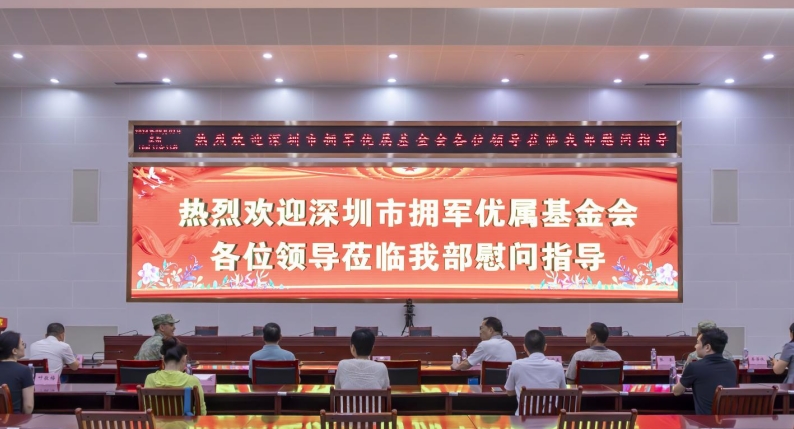 热烈欢迎深圳市拥军优属基金会各位领导莅临我部慰问指导
热烈欢迎深圳市拥军优属基金会
各位领导莅临我部慰问指导